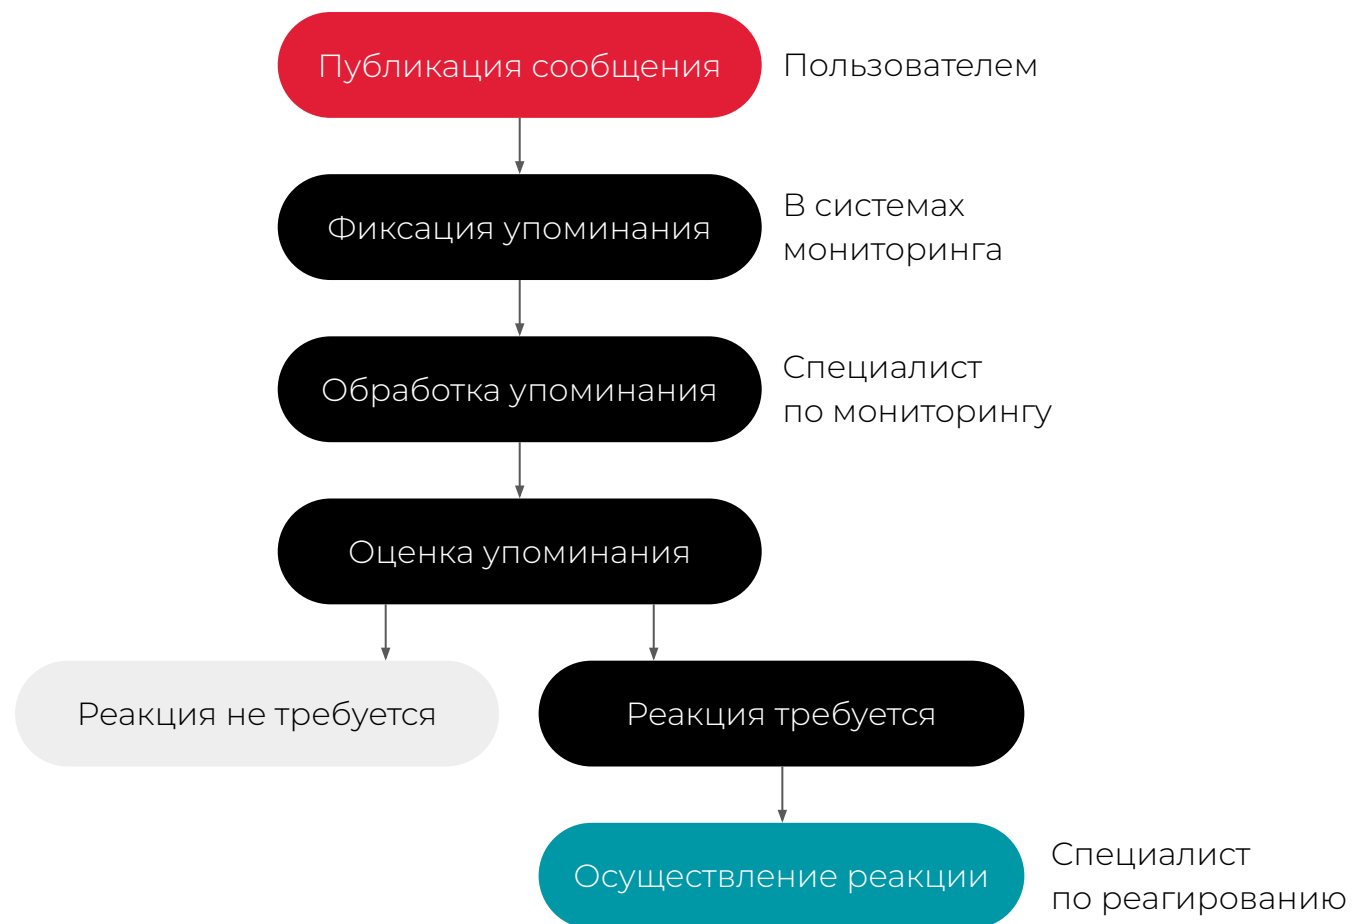 Публикация сообщения
Пользователем
Фиксация упоминания
В системах
мониторинга
Обработка упоминания
Специалист
по мониторингу
Оценка упоминания
Реакция не требуется
Реакция требуется
Осуществление реакции
Специалист
по реагированию